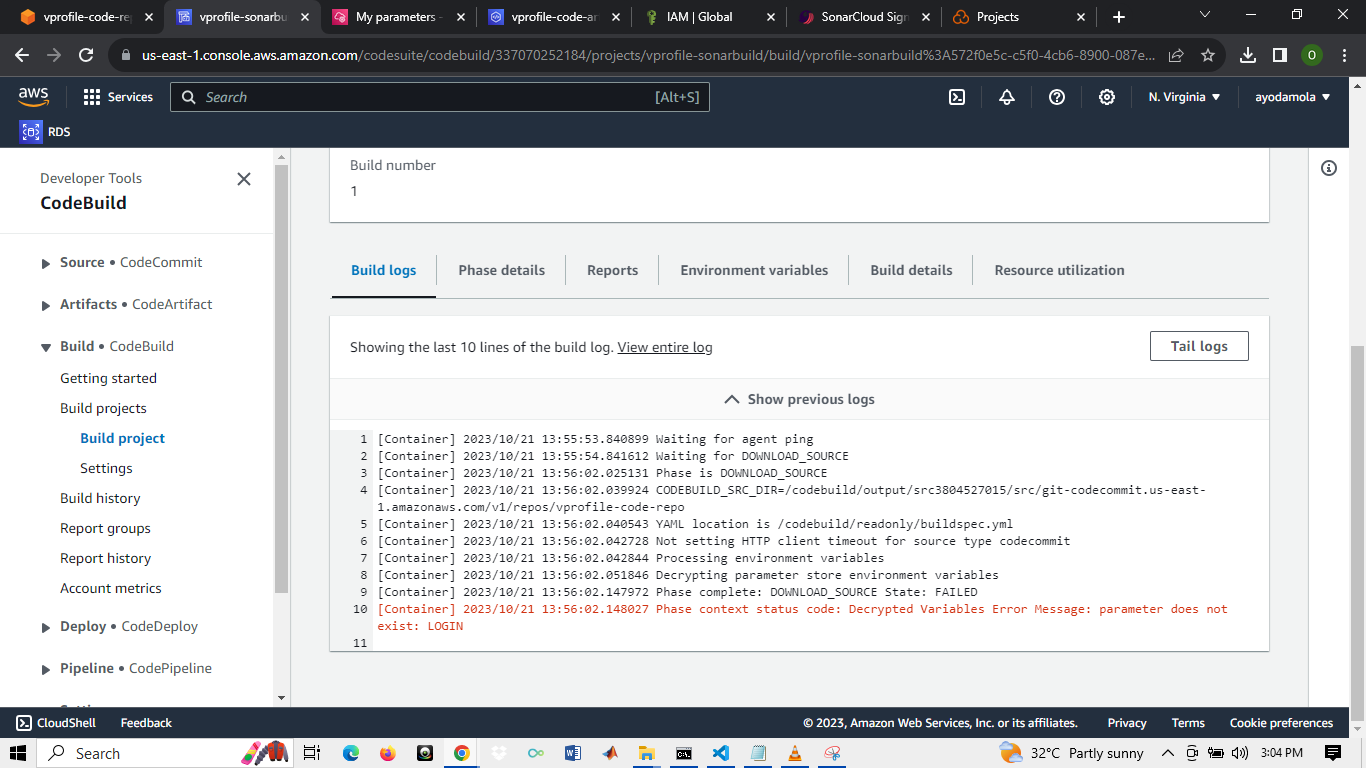 vprofile-code-rep
vprofile-sonarbu
My parameters -
vprofile-code-ar
IAM | Global
SonarCloud Sign
Projects
us-east-1.console.aws.amazon.com/codesuite/codebuild/337070252184/projects/vprofile-sonarbuild/build/vprofile-sonarbuild%3A572f0e5c-c5f0-4cb6-8900-087e...
O
aws
Services
Search
[Alt+S]
N. Virginia
ayodamola
RDS
Developer Tools
CodeBuild
Source • CodeCommit
Artifacts • CodeArtifact
Build • CodeBuild
Getting started
Build projects
Build project
Settings
Build history
Report groups
Report history
Account metrics
Deploy • CodeDeploy
Pipeline • CodePipeline
Build number
1
Build logs
Phase details
Reports
Environment variables
Build details
Resource utilization
Showing the last 10 lines of the build log. View entire log
Tail logs
Show previous logs
1 [Container] 2023/10/21 13:55:53.840899 Waiting for agent ping
2 [Container] 2023/10/21 13:55:54.841612 Waiting for DOWNLOAD_SOURCE
3 [Container] 2023/10/21 13:56:02.025131 Phase is DOWNLOAD_SOURCE
4 [Container] 2023/10/21 13:56:02.039924 CODEBUILD_SRC_DIR=/codebuild/output/src3804527015/src/git-codecommit.us-east-
1.amazonaws.com/v1/repos/vprofile-code-repo
5 [Container] 2023/10/21 13:56:02.040543 YAML location is /codebuild/readonly/buildspec.yml
6 [Container] 2023/10/21 13:56:02.042728 Not setting HTTP client timeout for source type codecommit
7 [Container] 2023/10/21 13:56:02.042844 Processing environment variables
8 [Container] 2023/10/21 13:56:02.051846 Decrypting parameter store environment variables
9 [Container] 2023/10/21 13:56:02.147972 Phase complete: DOWNLOAD_SOURCE State: FAILED
10 [Container] 2023/10/21 13:56:02.148027 Phase context status code: Decrypted Variables Error Message: parameter does not
exist: LOGIN
11
CloudShell
Feedback
© 2023, Amazon Web Services, Inc. or its affiliates.
Privacy
Terms
Cookie preferences
Search
32°C Partly sunny
3:04 PM